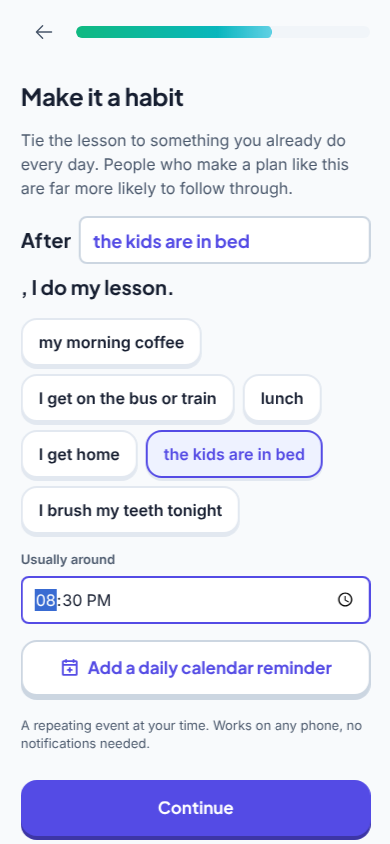 Make it a habit
Tie the lesson to something you already do
every day. People who make a plan like this
are far more likely to follow through.
After the kids are in bed
, I do my lesson.
my morning coffee
I get on the bus or train lunch
I get home the kids are in bed
I brush my teeth tonight
Usually around
08:30 PM
Add a daily calendar reminder
A repeating event at your time. Works on any phone, no
notifications needed.
Continue